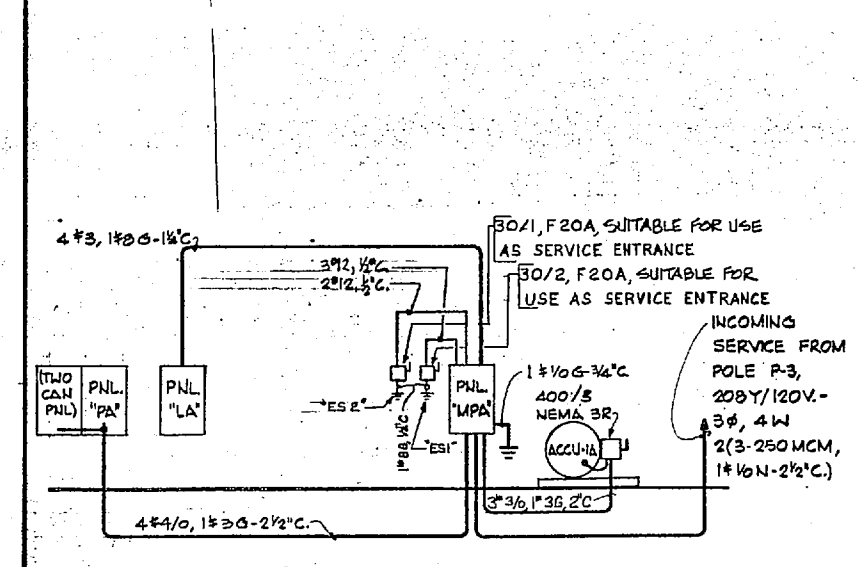 4#3, 1#8G-1¼"C.
30/1, F20A, SUITABLE FOR USE
AS SERVICE ENTRANCE
3#12, ½"C.
2#12, ½"C.
30/2, F20A, SUITABLE FOR
USE AS SERVICE ENTRANCE
INCOMING
SERVICE FROM
POLE P-3,
208Y/120V.-
3Ø, 4W
2(3-250 MCM,
1#1/0N-2½"C.)
(TWO
CAN
PNL)
PNL.
"PA"
PNL
"LA"
PNL.
"MPA"
1#1/0G-3/4"C.
400/3
NEMA 3R
"ES2"
"ES1"
1#8G, ½"C
ACCU-1A
3#3/0, 1#3G, 2"C
4#4/0, 1#3G-2½"C.